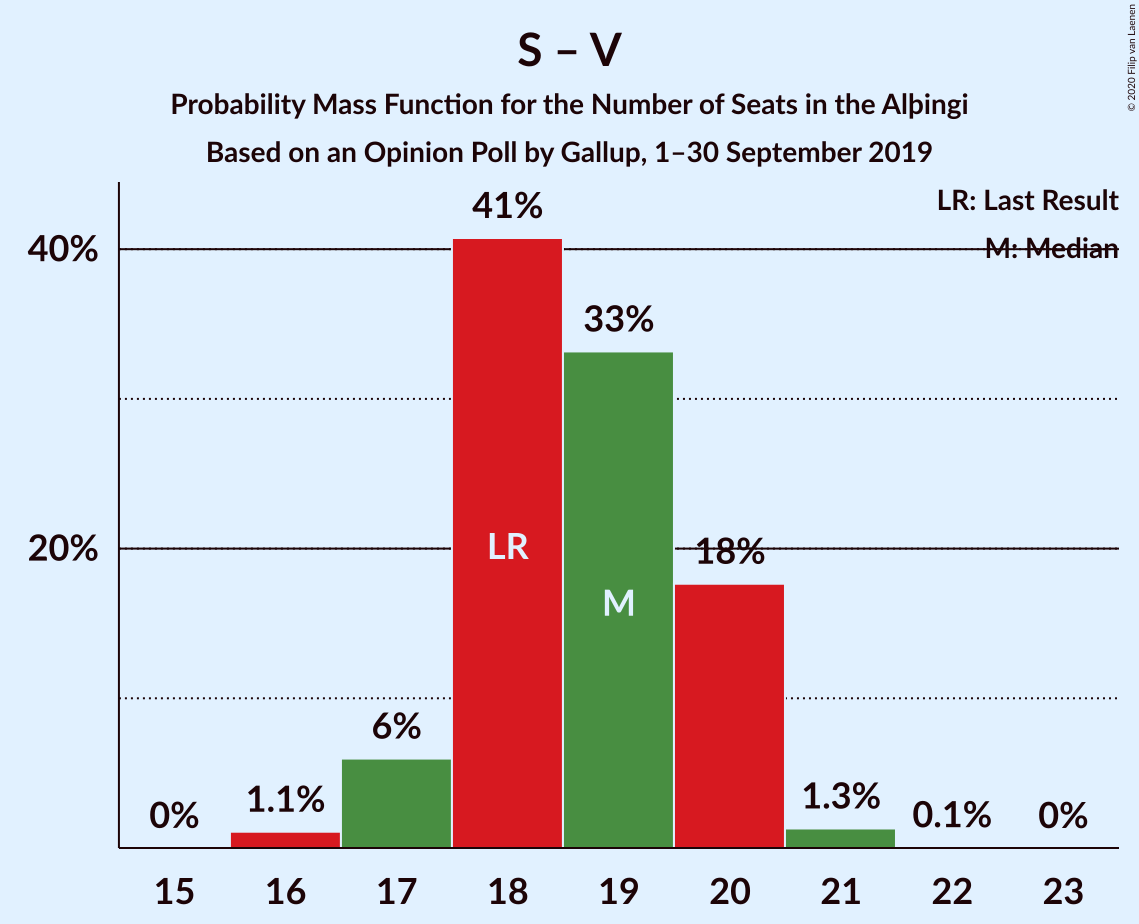 © 2020 Filip van Laenen
S – V
Probability Mass Function for the Number of Seats in the Alþingi
Based on an Opinion Poll by Gallup, 1–30 September 2019
LR: Last Result
M: Median
40%
20%
0%
1.1%
6%
41%
33%
18%
1.3%
0.1%
0%
LR
M
15 16 17 18 19 20 21 22 23